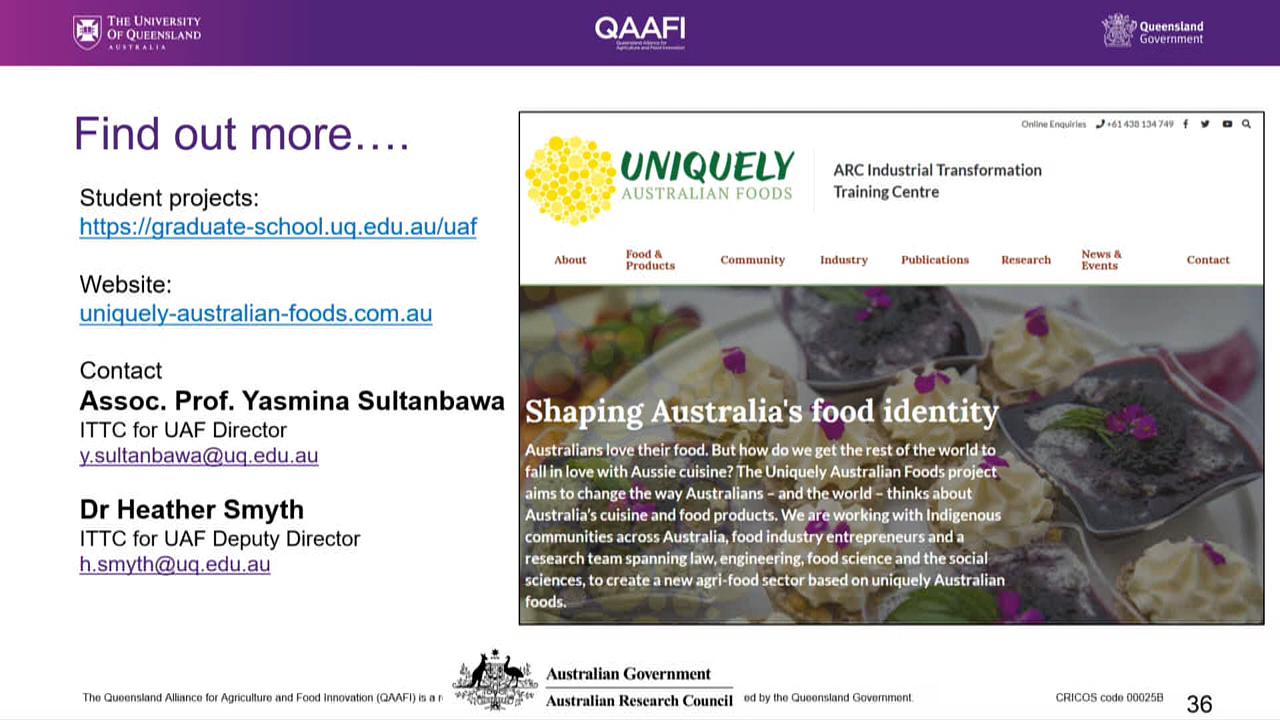 THE UNIVERSITY
OF QUEENSLAND
AUSTRALIA
QAAFI
Queensland Alliance for
Agriculture and Food Innovation
Queensland
Government
Find out more….
Student projects:
https://graduate-school.uq.edu.au/uaf
Website:
uniquely-australian-foods.com.au
Contact
Assoc. Prof. Yasmina Sultanbawa
ITTC for UAF Director
y.sultanbawa@uq.edu.au
Dr Heather Smyth
ITTC for UAF Deputy Director
h.smyth@uq.edu.au
Online Enquiries +61 438 134 749
UNIQUELY
AUSTRALIAN FOODS
ARC Industrial Transformation
Training Centre
About Food & Products Community Industry Publications Research News & Events Contact
Shaping Australia's food identity
Australians love their food. But how do we get the rest of the world to
fall in love with Aussie cuisine? The Uniquely Australian Foods project
aims to change the way Australians – and the world – thinks about
Australia's cuisine and food products. We are working with Indigenous
communities across Australia, food industry entrepreneurs and a
research team spanning law, engineering, food science and the social
sciences, to create a new agri-food sector based on uniquely Australian
foods.
Australian Government
Australian Research Council
The Queensland Alliance for Agriculture and Food Innovation (QAAFI) is a r ed by the Queensland Government.
CRICOS code 00025B
36